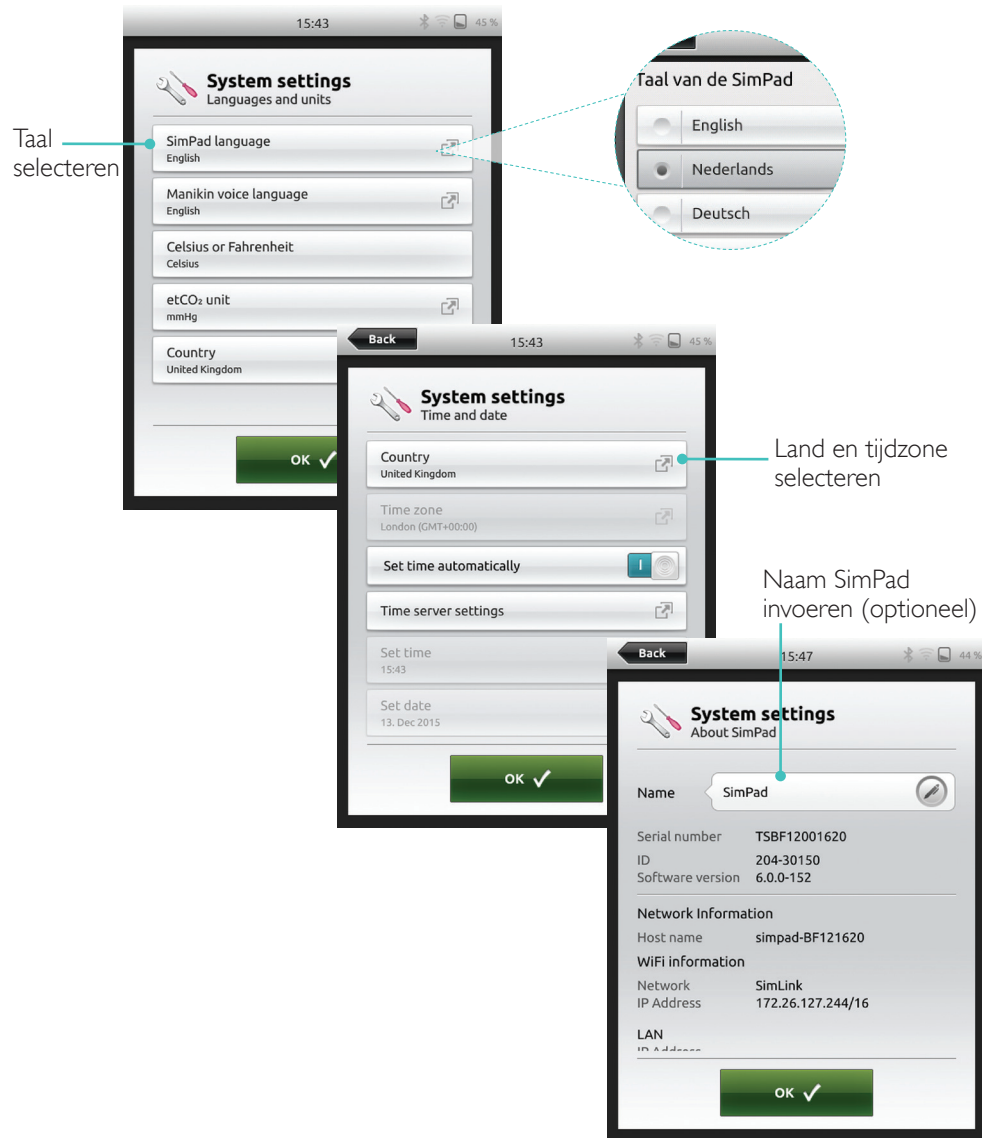 15:43
45 %
System settings
Languages and units
Taal
selecteren
SimPad language
English
Manikin voice language
English
Celsius or Fahrenheit
Celsius
etCO₂ unit
mmHg
Country
United Kingdom
OK
Taal van de SimPad
English
Nederlands
Deutsch
Back
15:43
45 %
System settings
Time and date
Country
United Kingdom
Land en tijdzone
selecteren
Time zone
London (GMT+00:00)
Set time automatically
Time server settings
Set time
15:43
Set date
13. Dec 2015
OK
Naam SimPad
invoeren (optioneel)
Back
15:47
44 %
System settings
About SimPad
Name SimPad
Serial number TSBF12001620
ID 204-30150
Software version 6.0.0-152
Network Information
Host name simpad-BF121620
WiFi information
Network SimLink
IP Address 172.26.127.244/16
LAN
IP Address
OK